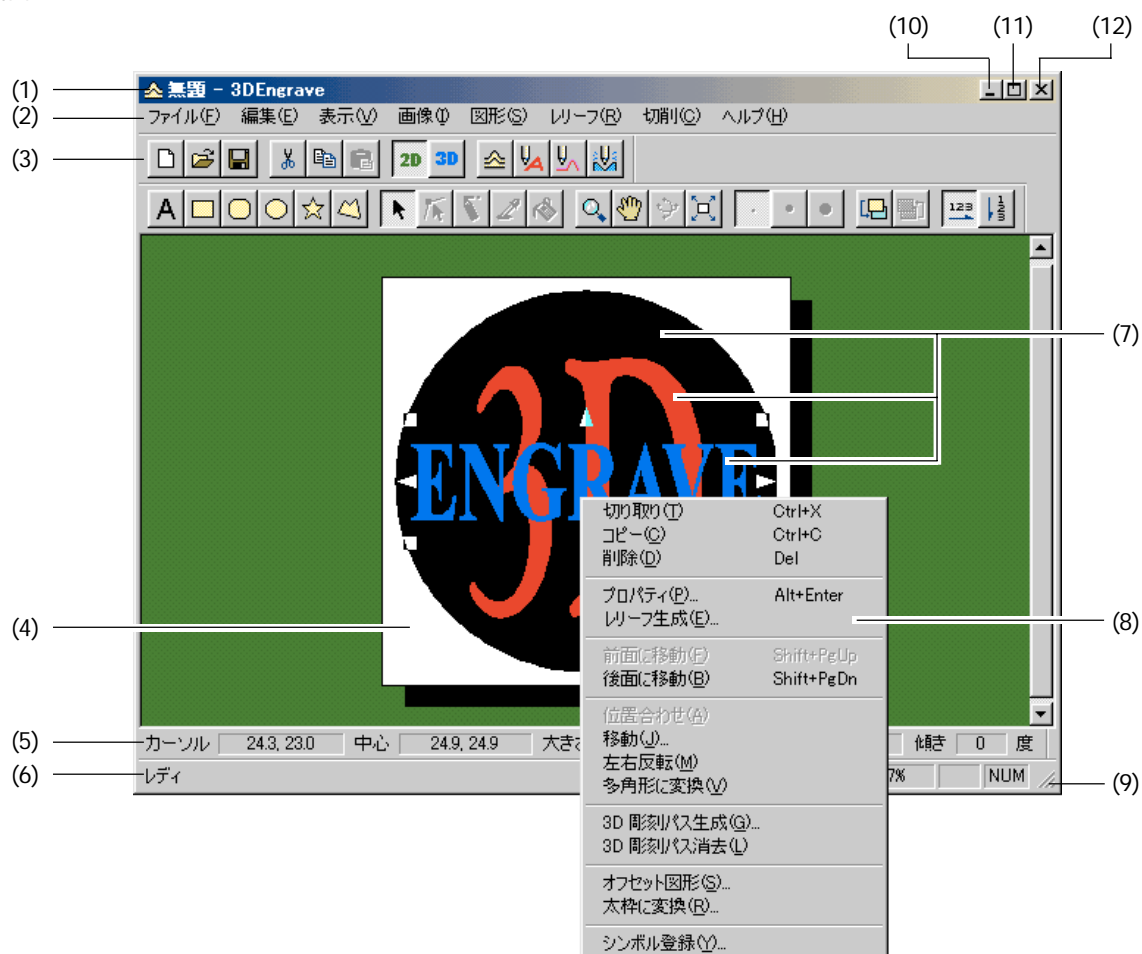 (10) (11) (12)
(1) 無題 - 3DEngrave
(2) ファイル(F) 編集(E) 表示(V) 画像(I) 図形(S) レリーフ(R) 切削(C) ヘルプ(H)
(3) 2D 3D
A 123 123
(7)
3D
ENGRAVE
切り取り(T) Ctrl+X
コピー(C) Ctrl+C
削除(D) Del
プロパティ(P)... Alt+Enter
(4) レリーフ生成(E)... (8)
前面に移動(F) Shift+PgUp
後面に移動(B) Shift+PgDn
位置合わせ(A)
(5) カーソル 24.3, 23.0 中心 24.9, 24.9 大きさ 移動(J)... 傾き 0 度
左右反転(M)
(6) レディ 多角形に変換(V) 7% NUM (9)
3D 彫刻パス生成(G)...
3D 彫刻パス消去(L)
オフセット図形(S)...
太枠に変換(R)...
シンボル登録(Y)...